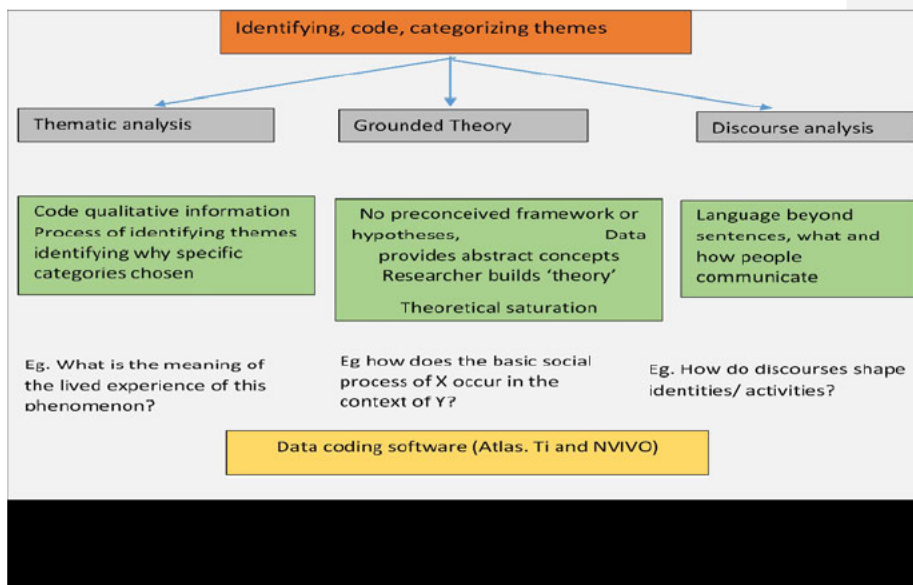 Identifying, code, categorizing themes
Thematic analysis
Grounded Theory
Discourse analysis
Code qualitative information
Process of identifying themes
identifying why specific
categories chosen
No preconceived framework or
hypotheses, Data
provides abstract concepts
Researcher builds ‘theory’
Theoretical saturation
Language beyond
sentences, what and
how people
communicate
Eg. What is the meaning of
the lived experience of this
phenomenon?
Eg how does the basic social
process of X occur in the
context of Y?
Eg. How do discourses shape
identities/ activities?
Data coding software (Atlas. Ti and NVIVO)